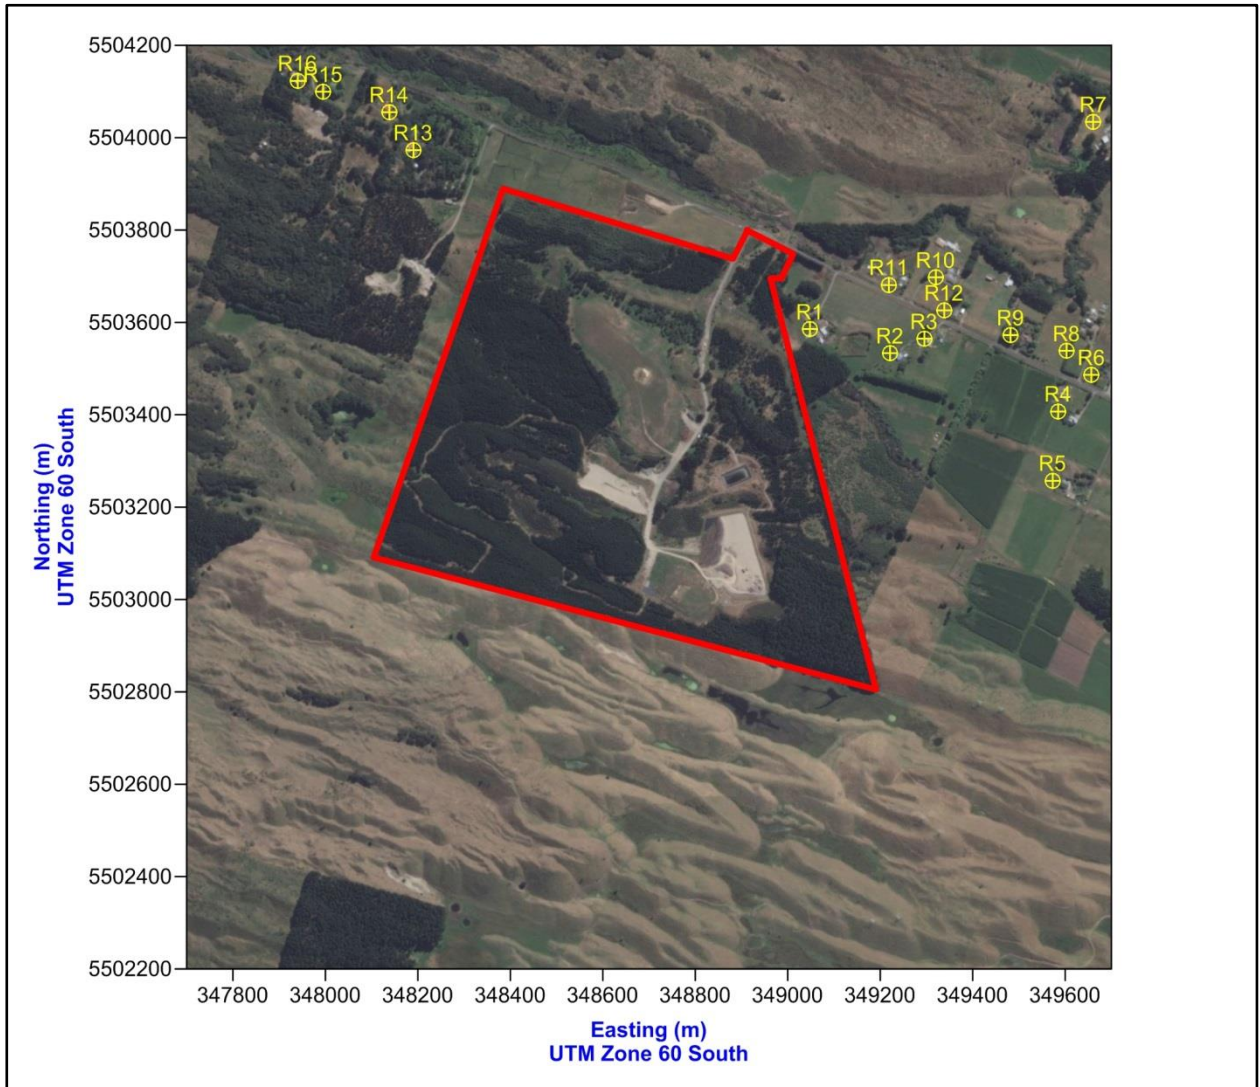 5504200
5504000
5503800
5503600
5503400
5503200
5503000
5502800
5502600
5502400
5502200
Northing (m)
UTM Zone 60 South
R16
R15
R14
R13
R7
R11
R10
R12
R1
R2
R3
R9
R8
R6
R4
R5
347800 348000 348200 348400 348600 348800 349000 349200 349400 349600
Easting (m)
UTM Zone 60 South